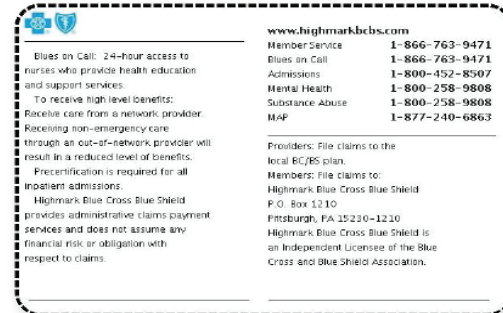 Blues on Call: 24-hour access to
nurses who provide health education
and support services.
To receive high level benefits:
Receive care from a network provider.
Receiving non-emergency care
through an out-of-network provider will
result in a reduced level of benefits.
Precertification is required for all
inpatient admissions.
Highmark Blue Cross Blue Shield
provides administrative claims payment
services and does not assume any
financial risk or obligation with
respect to claims.
www.highmarkbcbs.com
Member Service 1-866-763-9471
Blues on Call 1-866-763-9471
Admissions 1-800-452-8507
Mental Health 1-800-258-9808
Substance Abuse 1-800-258-9808
MAP 1-877-240-6863
Providers: File claims to the
local BC/BS plan.
Members: File claims to:
Highmark Blue Cross Blue Shield
P.O. Box 1210
Pittsburgh, PA 15230-1210
Highmark Blue Cross Blue Shield is
an Independent Licensee of the Blue
Cross and Blue Shield Association.